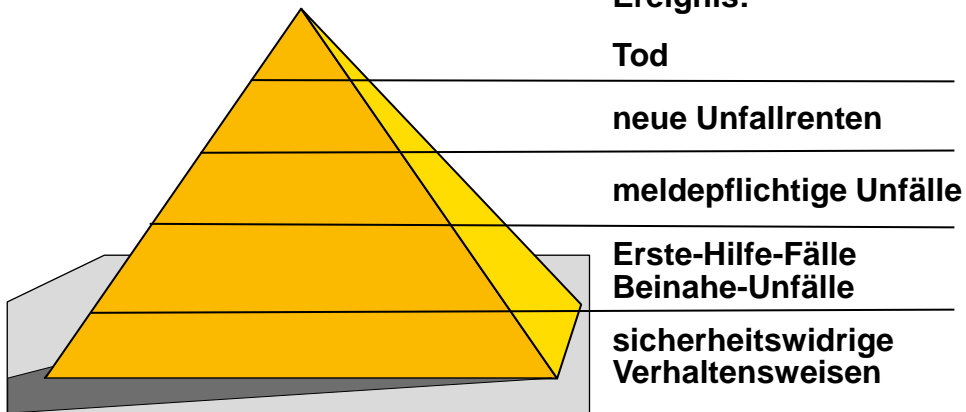 Ereignis:
Tod
neue Unfallrenten
meldepflichtige Unfälle
Erste-Hilfe-Fälle
Beinahe-Unfälle
sicherheitswidrige
Verhaltensweisen